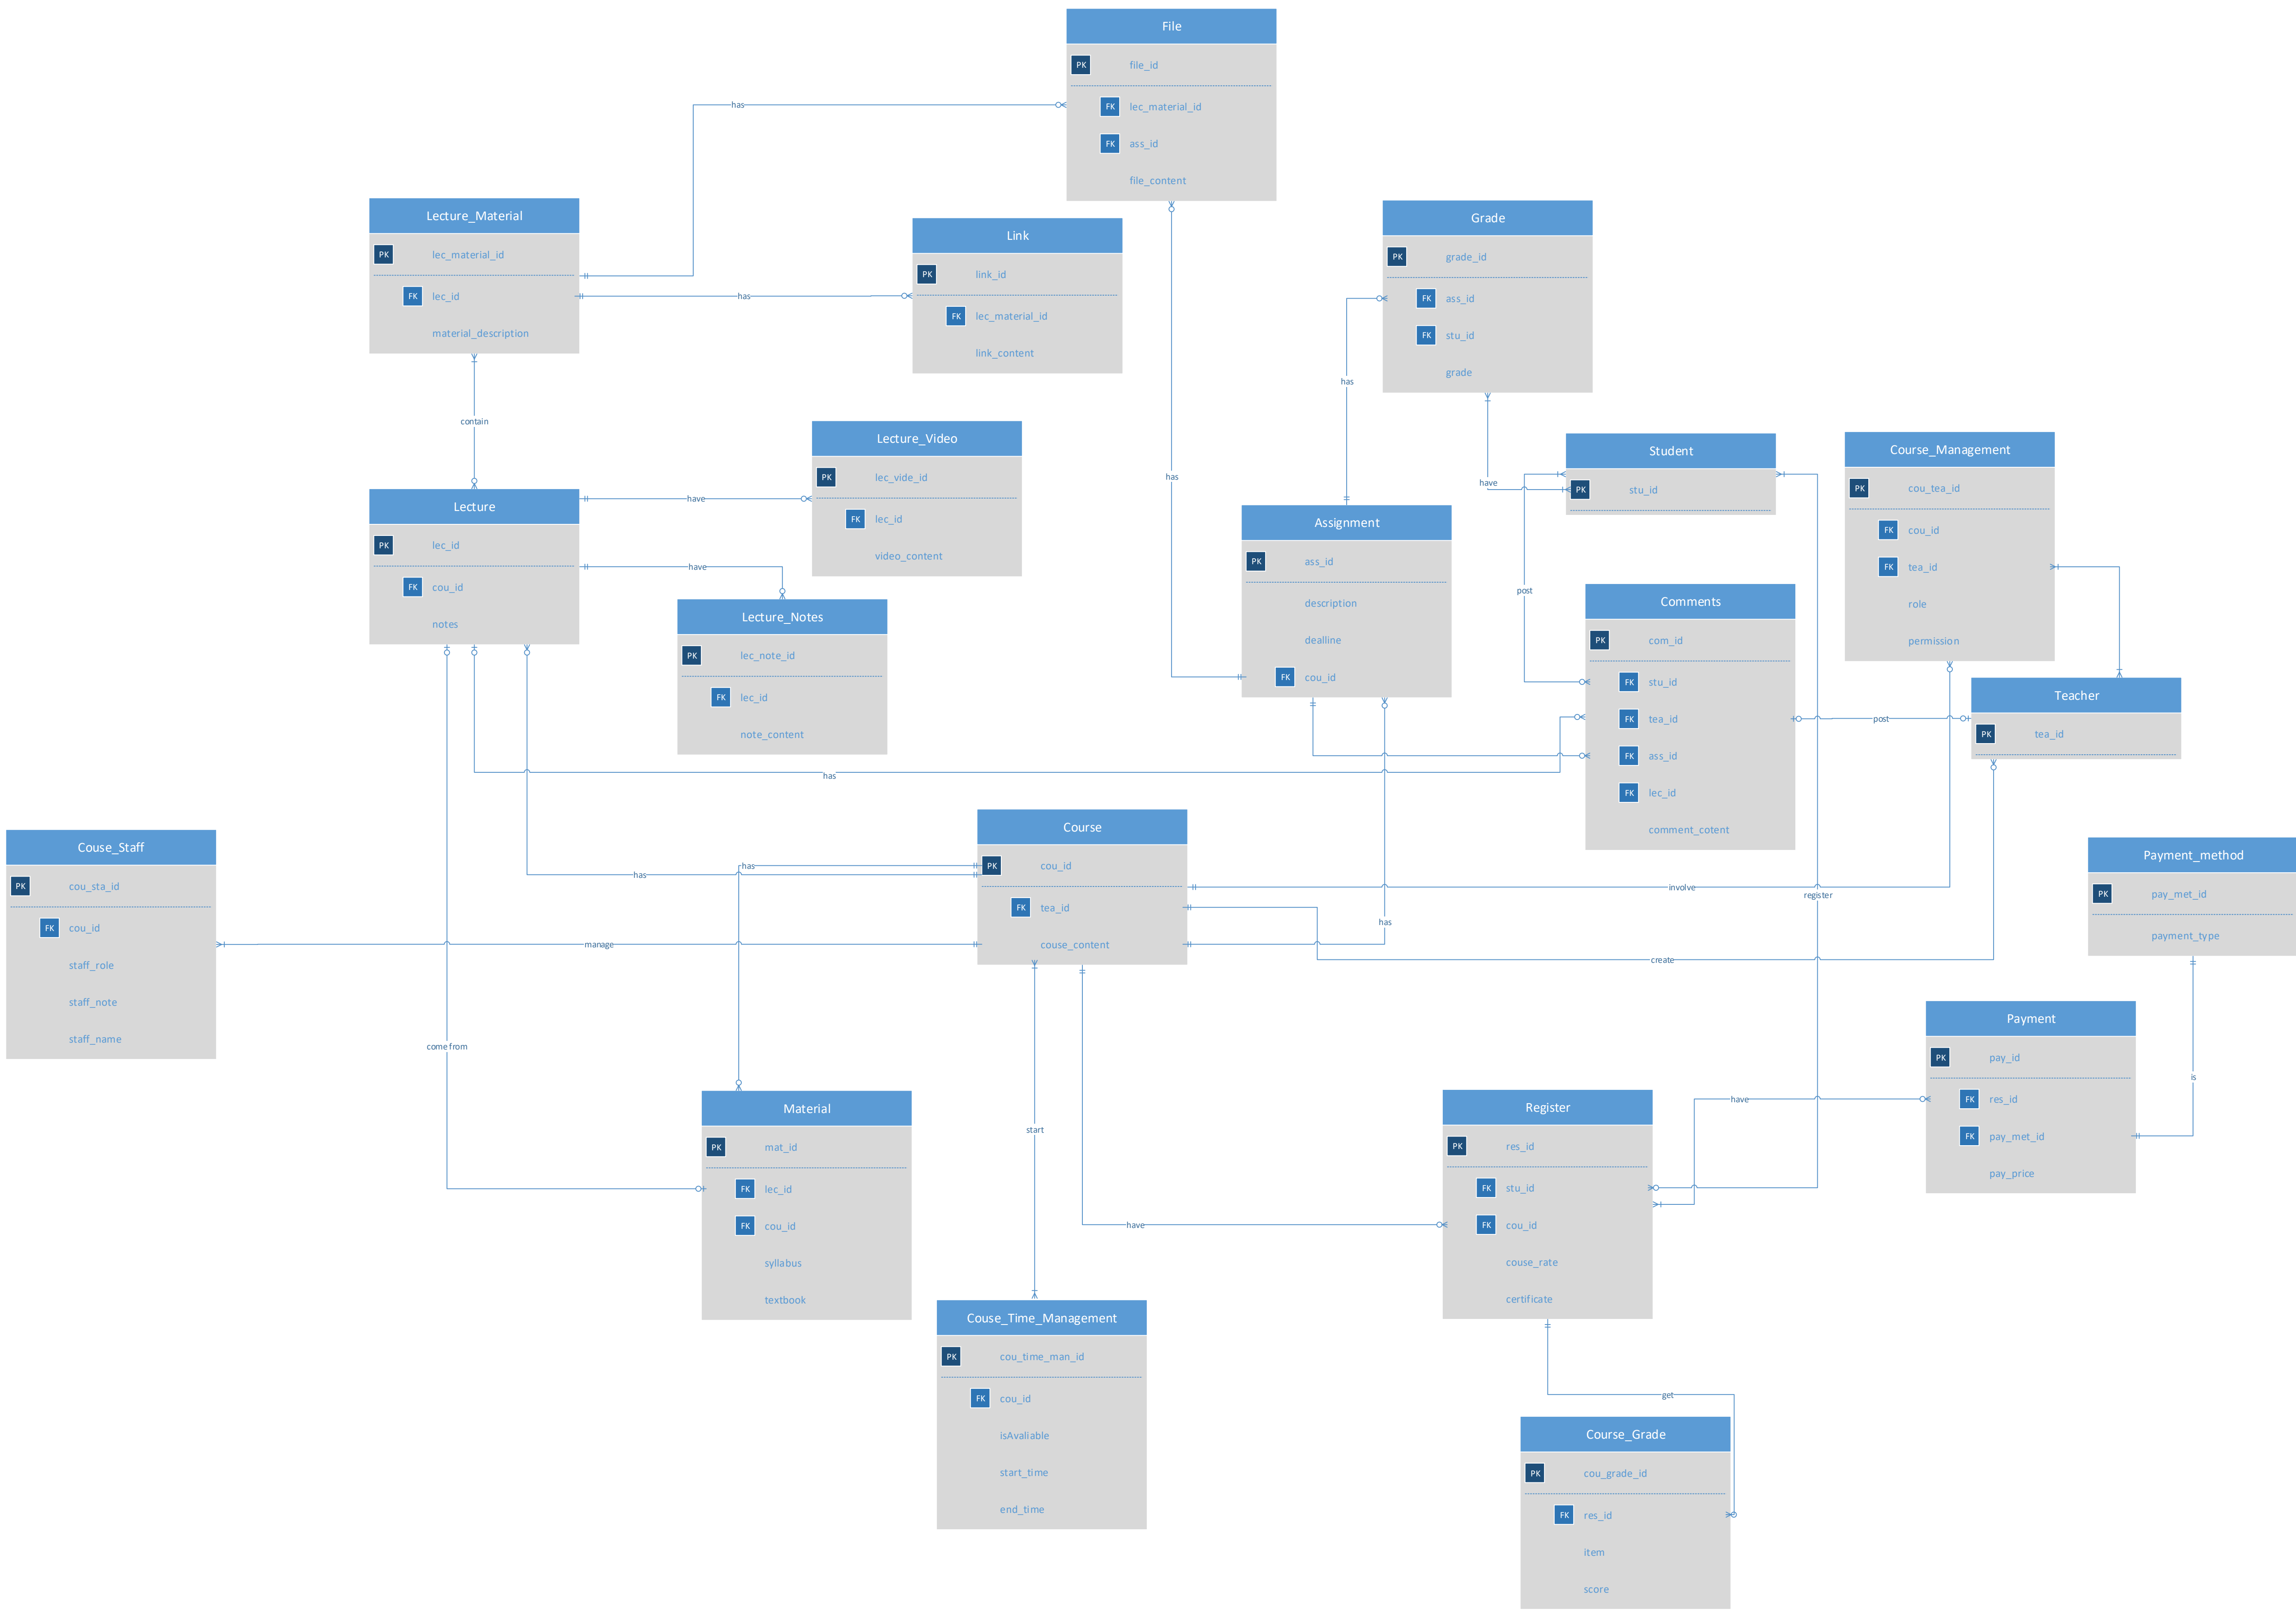 File
PK file_id
FK lec_material_id
FK ass_id
file_content
has
Lecture_Material
PK lec_material_id
FK lec_id
material_description
has
Link
PK link_id
FK lec_material_id
link_content
Grade
PK grade_id
FK ass_id
FK stu_id
grade
has
contain
Lecture_Video
PK lec_vide_id
FK lec_id
video_content
has
have
Student
PK stu_id
Course_Management
PK cou_tea_id
FK cou_id
FK tea_id
role
permission
Lecture
PK lec_id
FK cou_id
notes
have
have
Assignment
PK ass_id
description
dealline
FK cou_id
post
Lecture_Notes
PK lec_note_id
FK lec_id
note_content
Comments
PK com_id
FK stu_id
FK tea_id
FK ass_id
FK lec_id
comment_cotent
post
Teacher
PK tea_id
has
Couse_Staff
PK cou_sta_id
FK cou_id
staff_role
staff_note
staff_name
has
has
manage
Course
PK cou_id
FK tea_id
couse_content
has
involve
register
create
Payment_method
PK pay_met_id
payment_type
come from
start
is
Payment
PK pay_id
FK res_id
FK pay_met_id
pay_price
Material
PK mat_id
FK lec_id
FK cou_id
syllabus
textbook
have
Register
PK res_id
FK stu_id
FK cou_id
couse_rate
certificate
have
Couse_Time_Management
PK cou_time_man_id
FK cou_id
isAvaliable
start_time
end_time
get
Course_Grade
PK cou_grade_id
FK res_id
item
score